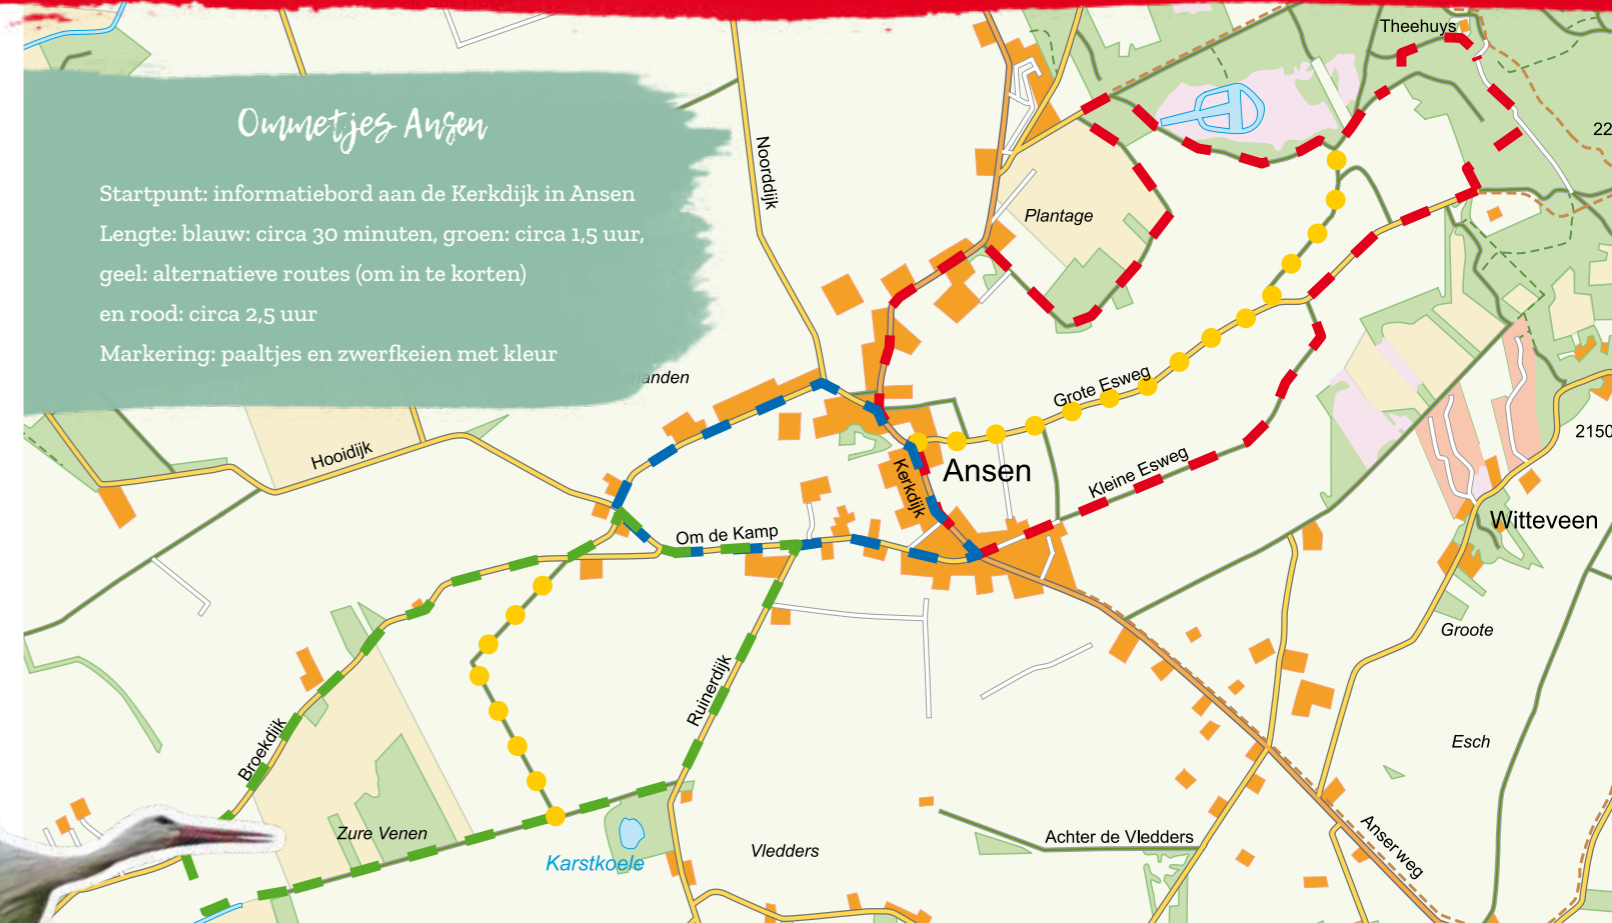 Ommetjes Ansen
Startpunt: informatiebord aan de Kerkdijk in Ansen
Lengte: blauw: circa 30 minuten, groen: circa 1,5 uur,
geel: alternatieve routes (om in te korten)
en rood: circa 2,5 uur
Markering: paaltjes en zwerfkeien met kleur
Theehuys
22
Noorddijk
Plantage
Grote Esweg
Hooidijk
2150
Ansen
Kleine Esweg
Kerkdijk
Witteveen
Om de Kamp
Groote
Ruinerdijk
Broekdijk
Esch
Zure Venen
Karstkoele
Vledders
Achter de Vledders
Anserweg